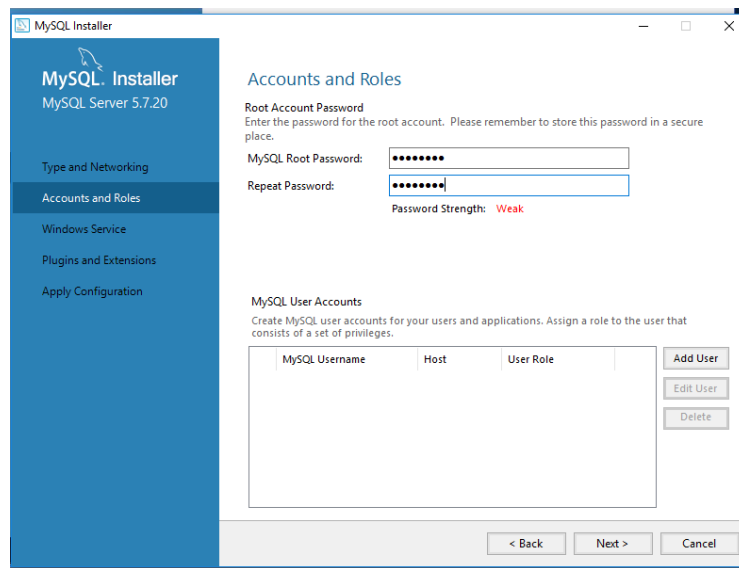 MySQL Installer
MySQL. Installer
MySQL Server 5.7.20
Type and Networking
Accounts and Roles
Windows Service
Plugins and Extensions
Apply Configuration
Accounts and Roles
Root Account Password
Enter the password for the root account. Please remember to store this password in a secure
place.
MySQL Root Password: ●●●●●●●●
Repeat Password: ●●●●●●●●
Password Strength: Weak
MySQL User Accounts
Create MySQL user accounts for your users and applications. Assign a role to the user that
consists of a set of privileges.
MySQL Username Host User Role
Add User
Edit User
Delete
< Back Next > Cancel